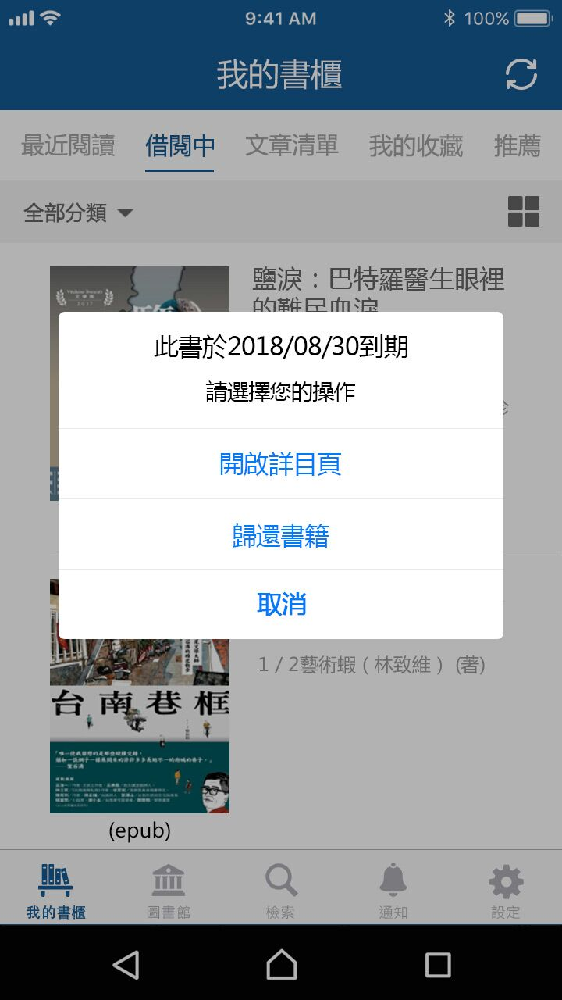 9:41 AM
100%
我的書櫃
最近閱讀
借閱中
文章清單
我的收藏
推薦
全部分類
鹽淚：巴特羅醫生眼裡
的難民血淚
2017
此書於2018/08/30到期
請選擇您的操作
開啟詳目頁
歸還書籍
取消
1 / 2藝術蝦（林致維） (著)
台南巷框
(epub)
我的書櫃
圖書館
檢索
通知
設定